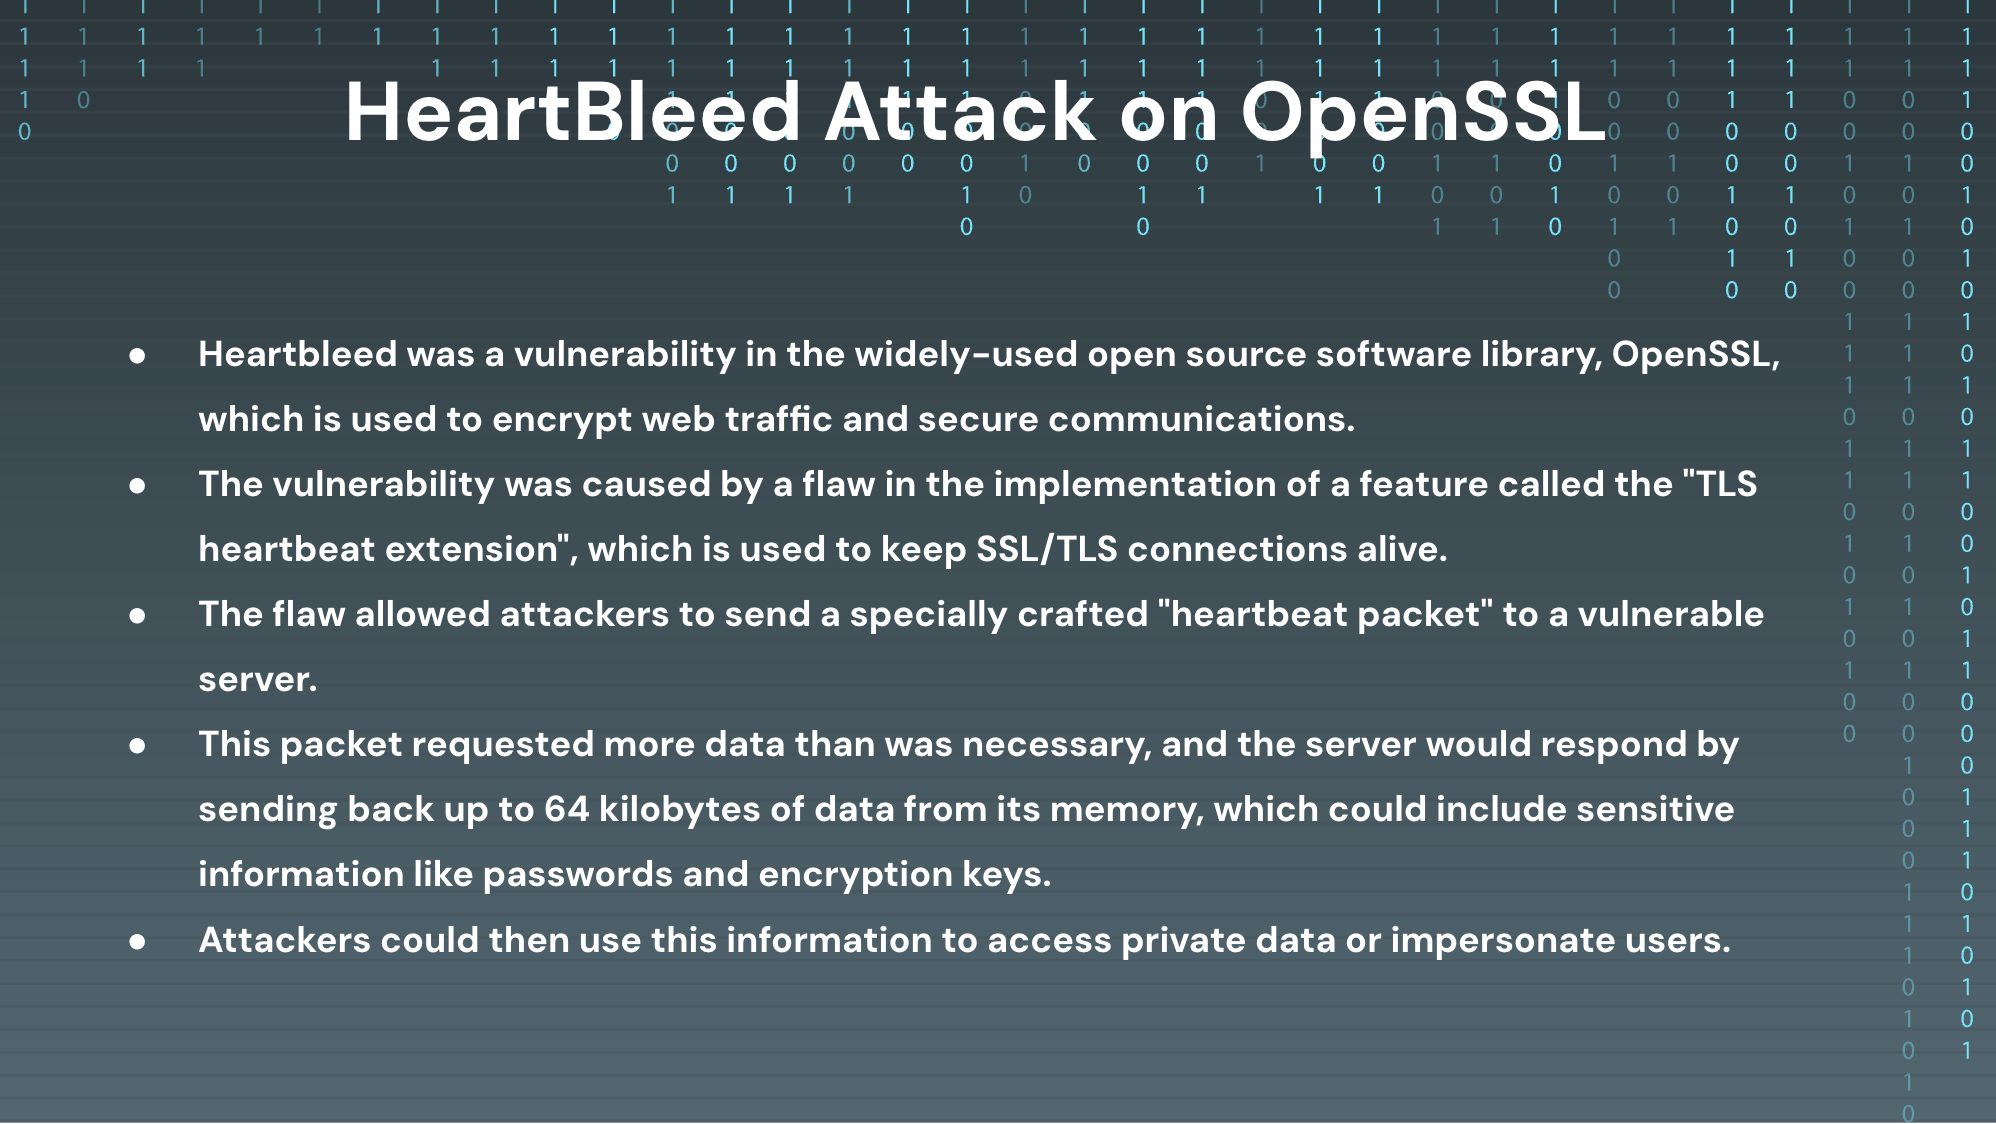 HeartBleed Attack on OpenSSL
● Heartbleed was a vulnerability in the widely-used open source software library, OpenSSL,
which is used to encrypt web traffic and secure communications.
● The vulnerability was caused by a flaw in the implementation of a feature called the "TLS
heartbeat extension", which is used to keep SSL/TLS connections alive.
● The flaw allowed attackers to send a specially crafted "heartbeat packet" to a vulnerable
server.
● This packet requested more data than was necessary, and the server would respond by
sending back up to 64 kilobytes of data from its memory, which could include sensitive
information like passwords and encryption keys.
● Attackers could then use this information to access private data or impersonate users.